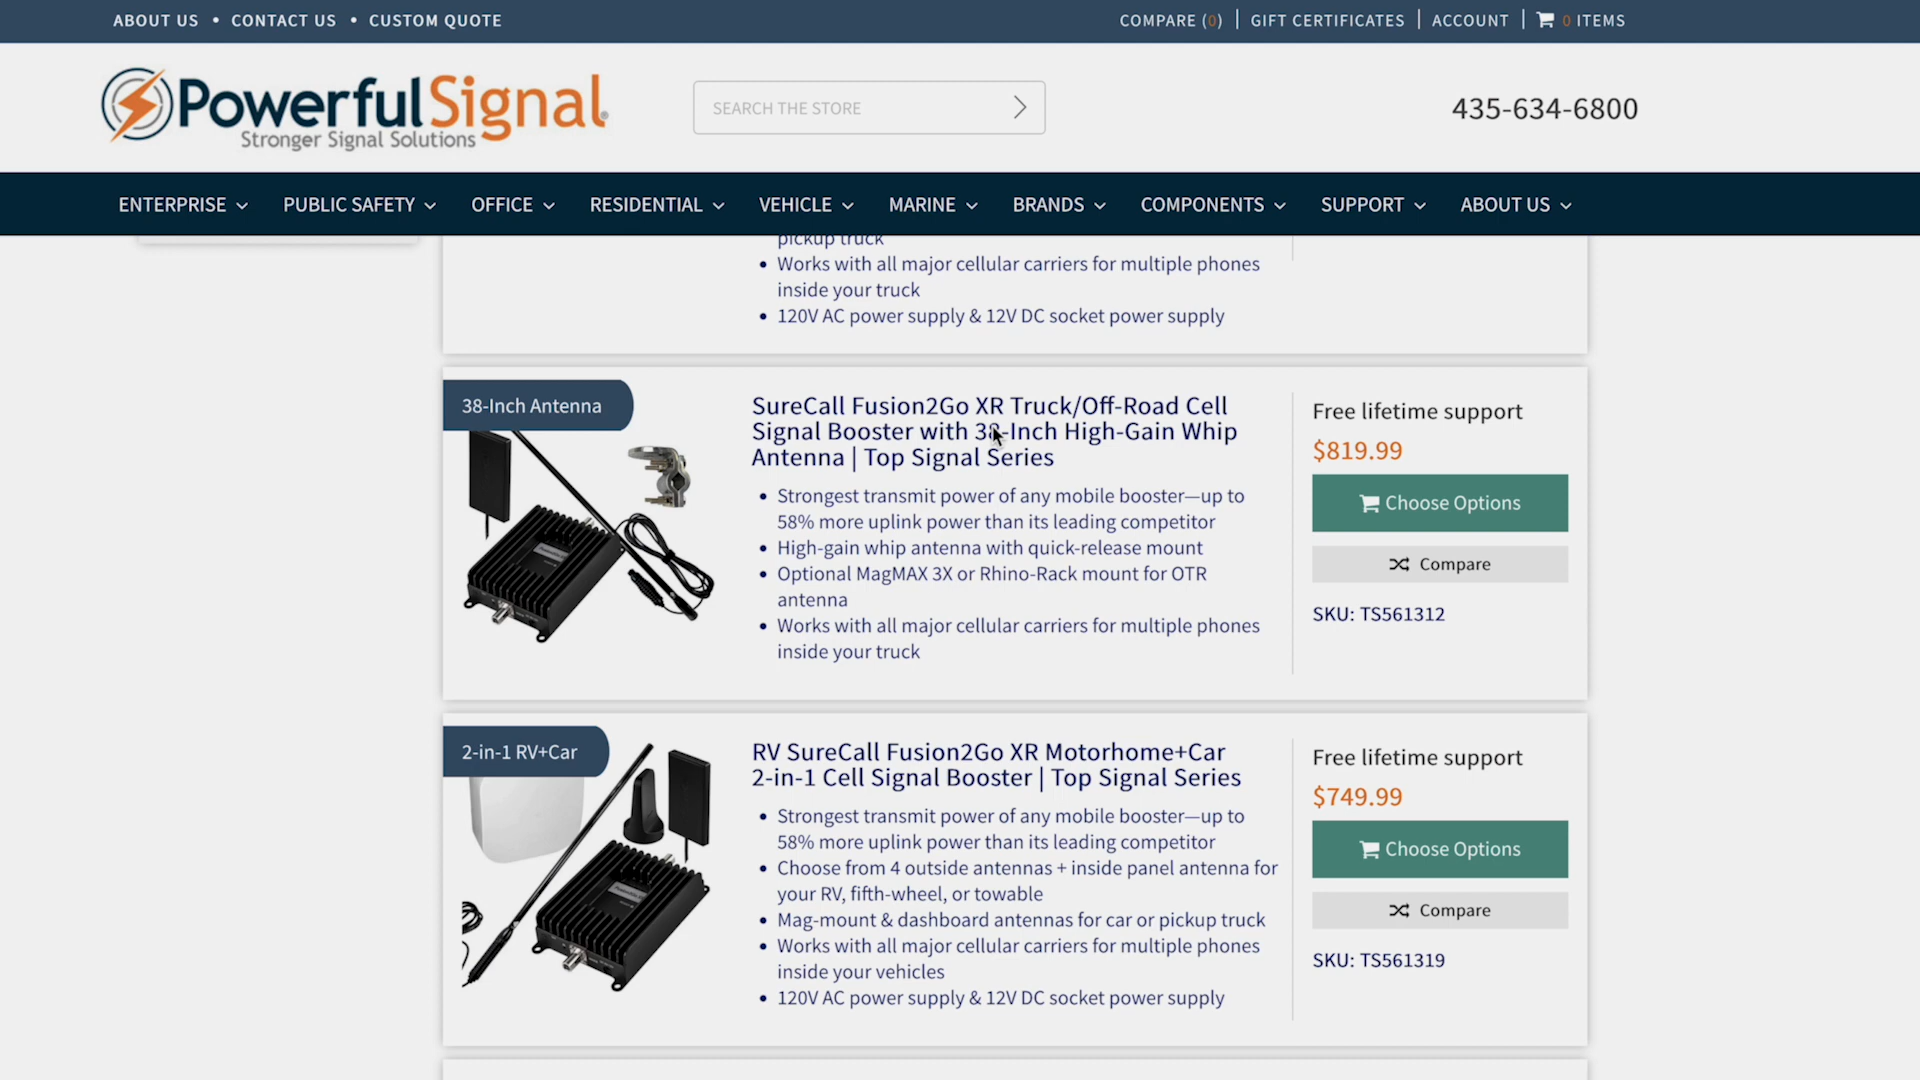 ABOUT US • CONTACT US • CUSTOM QUOTE
COMPARE (0) | GIFT CERTIFICATES | ACCOUNT | 0 ITEMS
PowerfulSignal®
Stronger Signal Solutions
SEARCH THE STORE
435-634-6800
ENTERPRISE PUBLIC SAFETY OFFICE RESIDENTIAL VEHICLE MARINE BRANDS COMPONENTS SUPPORT ABOUT US
pickup truck
• Works with all major cellular carriers for multiple phones
inside your truck
• 120V AC power supply & 12V DC socket power supply
38-Inch Antenna
SureCall Fusion2Go XR Truck/Off-Road Cell
Signal Booster with 38-Inch High-Gain Whip
Antenna | Top Signal Series
• Strongest transmit power of any mobile booster—up to
58% more uplink power than its leading competitor
• High-gain whip antenna with quick-release mount
• Optional MagMAX 3X or Rhino-Rack mount for OTR
antenna
• Works with all major cellular carriers for multiple phones
inside your truck
Free lifetime support
$819.99
Choose Options
Compare
SKU: TS561312
2-in-1 RV+Car
RV SureCall Fusion2Go XR Motorhome+Car
2-in-1 Cell Signal Booster | Top Signal Series
• Strongest transmit power of any mobile booster—up to
58% more uplink power than its leading competitor
• Choose from 4 outside antennas + inside panel antenna for
your RV, fifth-wheel, or towable
• Mag-mount & dashboard antennas for car or pickup truck
• Works with all major cellular carriers for multiple phones
inside your vehicles
• 120V AC power supply & 12V DC socket power supply
Free lifetime support
$749.99
Choose Options
Compare
SKU: TS561319